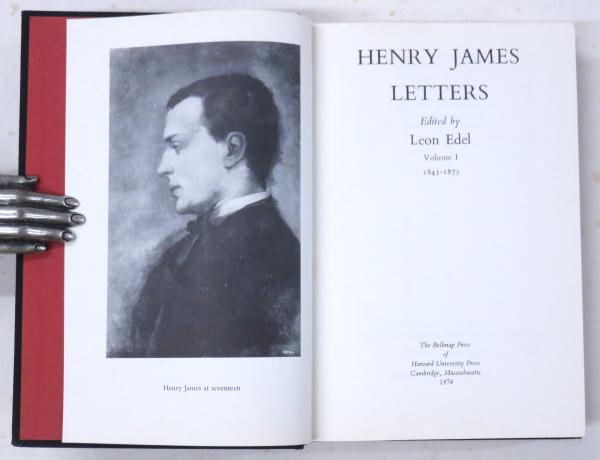 Henry James at seventeen
HENRY JAMES
LETTERS
Edited by
Leon Edel
Volume I
1843-1875
The Belknap Press
of
Harvard University Press
Cambridge, Massachusetts
1974